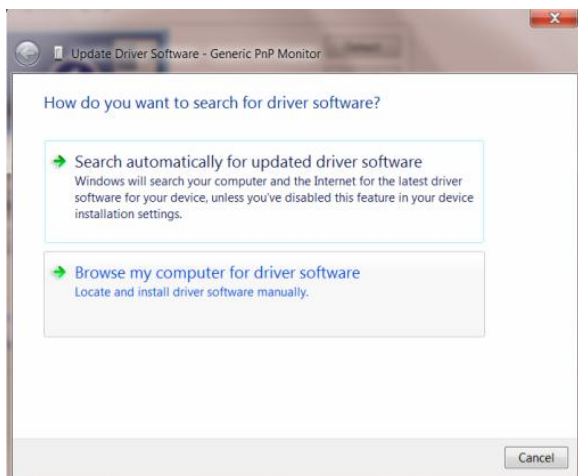 Update Driver Software - Generic PnP Monitor
How do you want to search for driver software?
Search automatically for updated driver software
Windows will search your computer and the Internet for the latest driver
software for your device, unless you've disabled this feature in your device
installation settings.
Browse my computer for driver software
Locate and install driver software manually.
Cancel